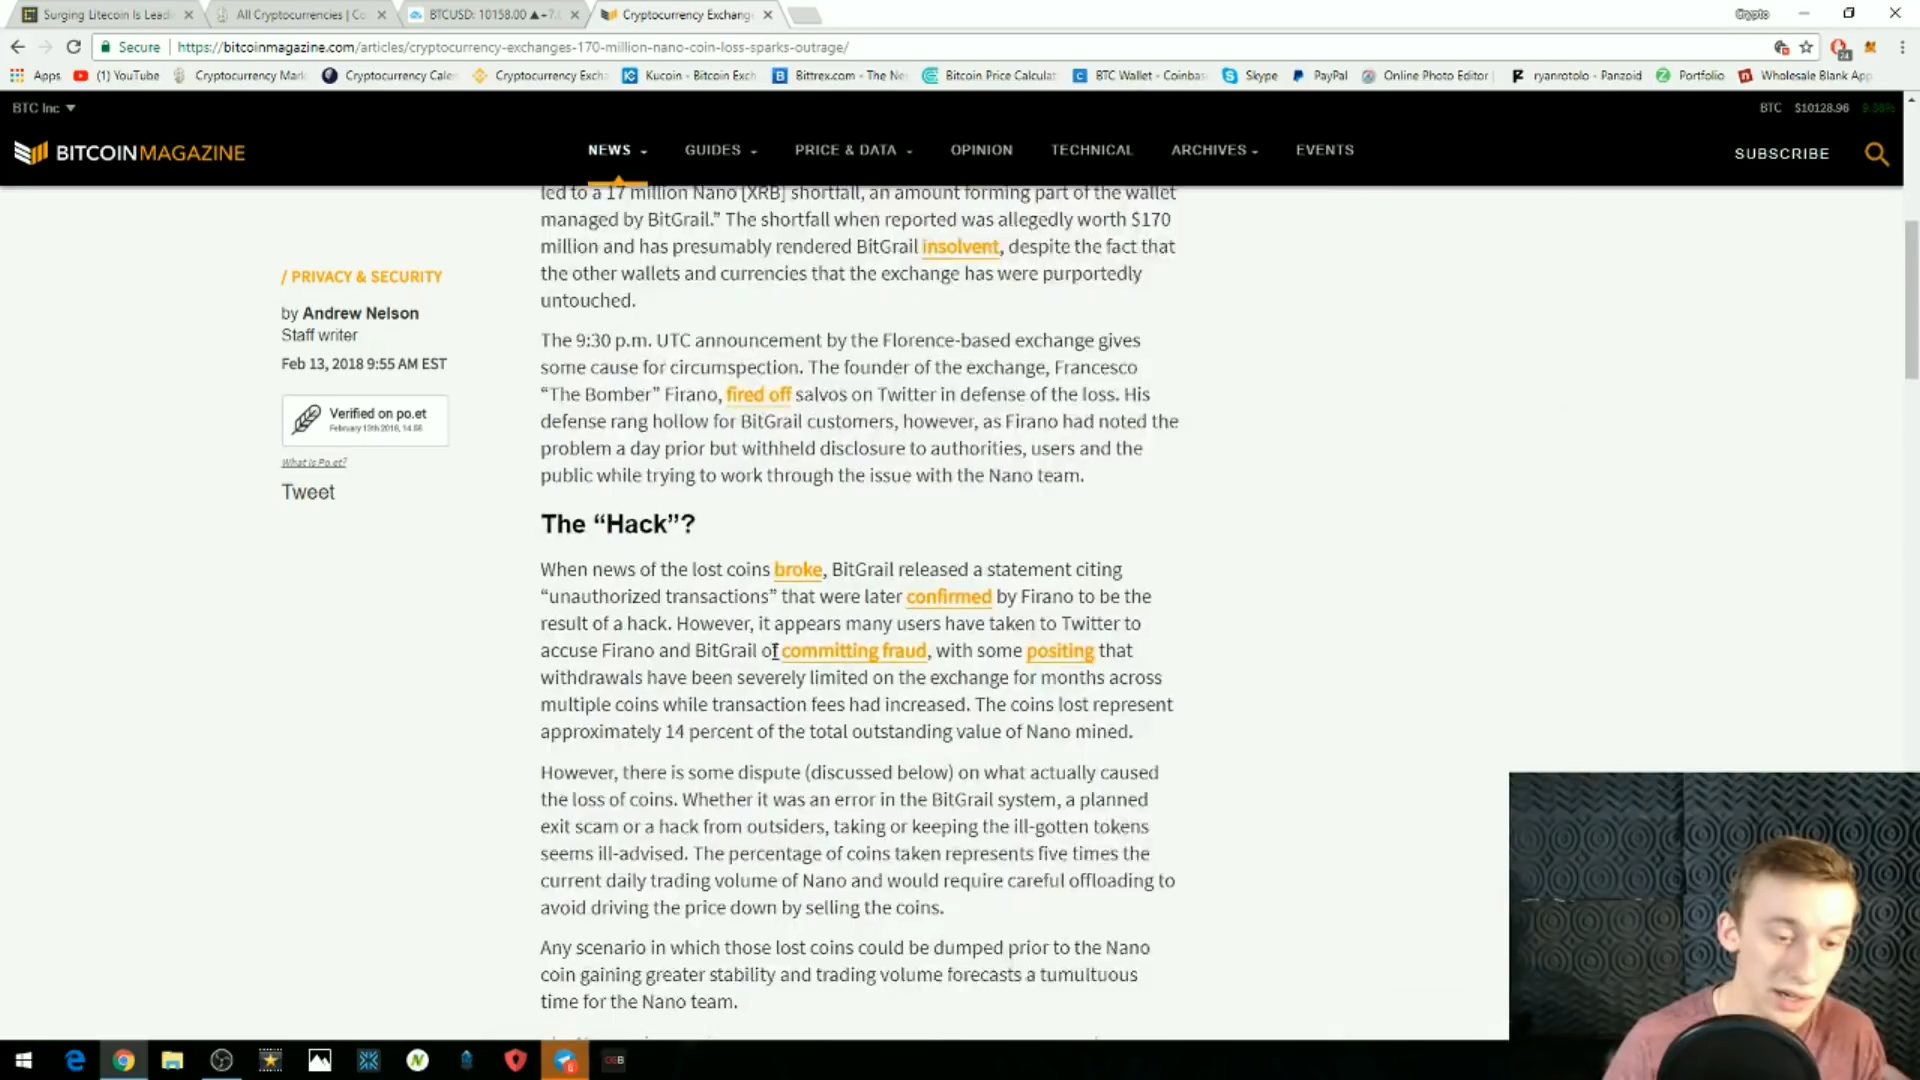 Surging Litecoin Is Leadi
All Cryptocurrencies | Co
BTCUSD: 10158.00 ▲+7.
Cryptocurrency Exchang
Crypto
Secure
https://bitcoinmagazine.com/articles/cryptocurrency-exchanges-170-million-nano-coin-loss-sparks-outrage/
Apps
(1) YouTube
Cryptocurrency Mark
Cryptocurrency Cale
Cryptocurrency Exch
Kucoin - Bitcoin Exch
Bittrex.com - The Ne
Bitcoin Price Calculat
BTC Wallet - Coinbas
Skype
PayPal
Online Photo Editor |
ryanrotolo - Panzoid
Portfolio
Wholesale Blank App
BTC Inc
BTC $10128.96 9.38%
BITCOINMAGAZINE
NEWS
GUIDES
PRICE & DATA
OPINION
TECHNICAL
ARCHIVES
EVENTS
SUBSCRIBE
led to a 17 million Nano [XRB] shortfall, an amount forming part of the wallet
managed by BitGrail.” The shortfall when reported was allegedly worth $170
million and has presumably rendered BitGrail insolvent, despite the fact that
the other wallets and currencies that the exchange has were purportedly
untouched.
/ PRIVACY & SECURITY
by Andrew Nelson
Staff writer
Feb 13, 2018 9:55 AM EST
Verified on po.et
What is Po.et?
Tweet
The 9:30 p.m. UTC announcement by the Florence-based exchange gives
some cause for circumspection. The founder of the exchange, Francesco
“The Bomber” Firano, fired off salvos on Twitter in defense of the loss. His
defense rang hollow for BitGrail customers, however, as Firano had noted the
problem a day prior but withheld disclosure to authorities, users and the
public while trying to work through the issue with the Nano team.
The “Hack”?
When news of the lost coins broke, BitGrail released a statement citing
“unauthorized transactions” that were later confirmed by Firano to be the
result of a hack. However, it appears many users have taken to Twitter to
accuse Firano and BitGrail of committing fraud, with some positing that
withdrawals have been severely limited on the exchange for months across
multiple coins while transaction fees had increased. The coins lost represent
approximately 14 percent of the total outstanding value of Nano mined.
However, there is some dispute (discussed below) on what actually caused
the loss of coins. Whether it was an error in the BitGrail system, a planned
exit scam or a hack from outsiders, taking or keeping the ill-gotten tokens
seems ill-advised. The percentage of coins taken represents five times the
current daily trading volume of Nano and would require careful offloading to
avoid driving the price down by selling the coins.
Any scenario in which those lost coins could be dumped prior to the Nano
coin gaining greater stability and trading volume forecasts a tumultuous
time for the Nano team.